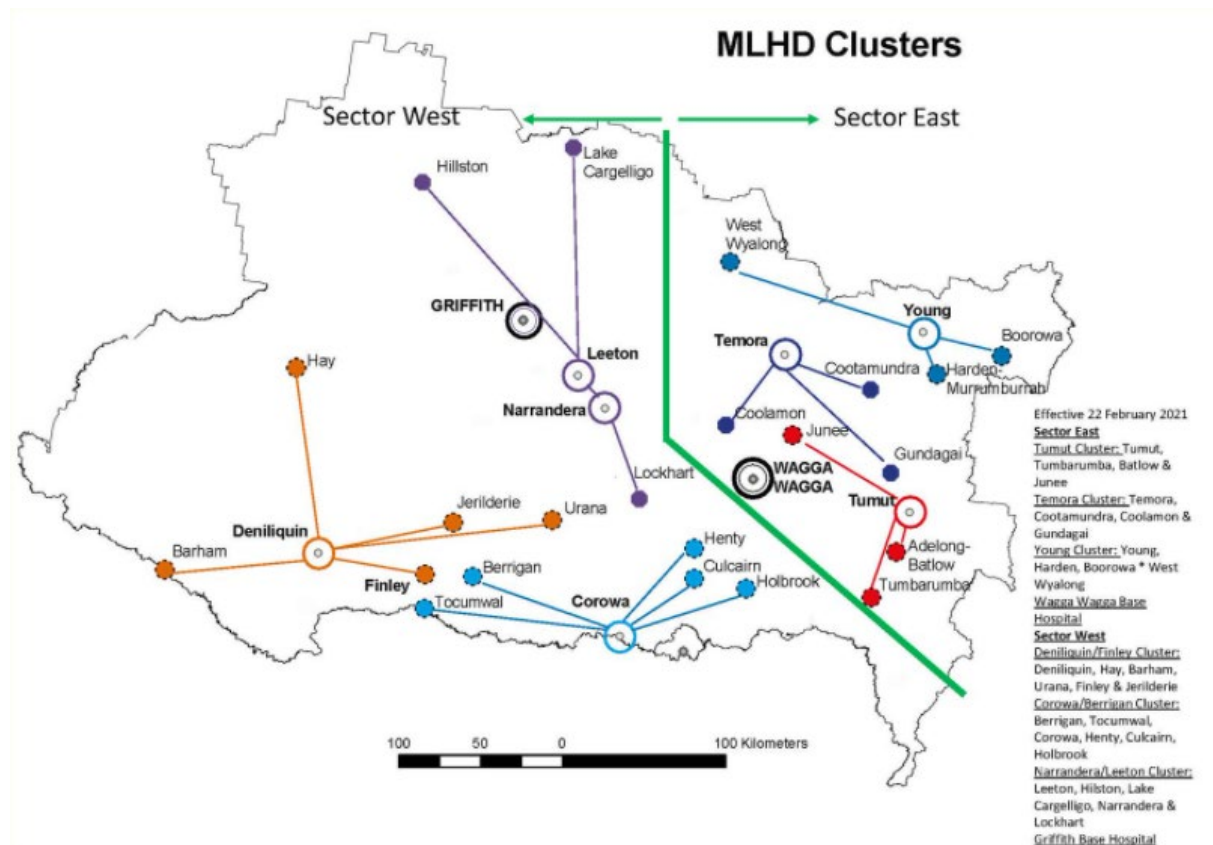 MLHD Clusters
Sector West
Sector East
Hillston
Lake
Cargelligo
West
Wyalong
GRIFFITH
Young
Leeton
Temora
Boorowa
Hay
Cootamundra
Harden-
Murrumburrah
Narrandera
Coolamon
Junee
Gundagai
WAGGA
WAGGA
Lockhart
Tumut
Jerilderie
Urana
Deniliquin
Henty
Adelong-
Batlow
Barham
Berrigan
Culcairn
Finley
Holbrook
Tumbarumba
Tocumwal
Corowa
100 50 0 100 Kilometers
Effective 22 February 2021
Sector East
Tumut Cluster: Tumut,
Tumbarumba, Batlow &
Junee
Temora Cluster: Temora,
Cootamundra, Coolamon &
Gundagai
Young Cluster: Young,
Harden, Boorowa * West
Wyalong
Wagga Wagga Base
Hospital
Sector West
Deniliquin/Finley Cluster:
Deniliquin, Hay, Barham,
Urana, Finley & Jerilderie
Corowa/Berrigan Cluster:
Berrigan, Tocumwal,
Corowa, Henty, Culcairn,
Holbrook
Narrandera/Leeton Cluster:
Leeton, Hilston, Lake
Cargelligo, Narrandera &
Lockhart
Griffith Base Hospital